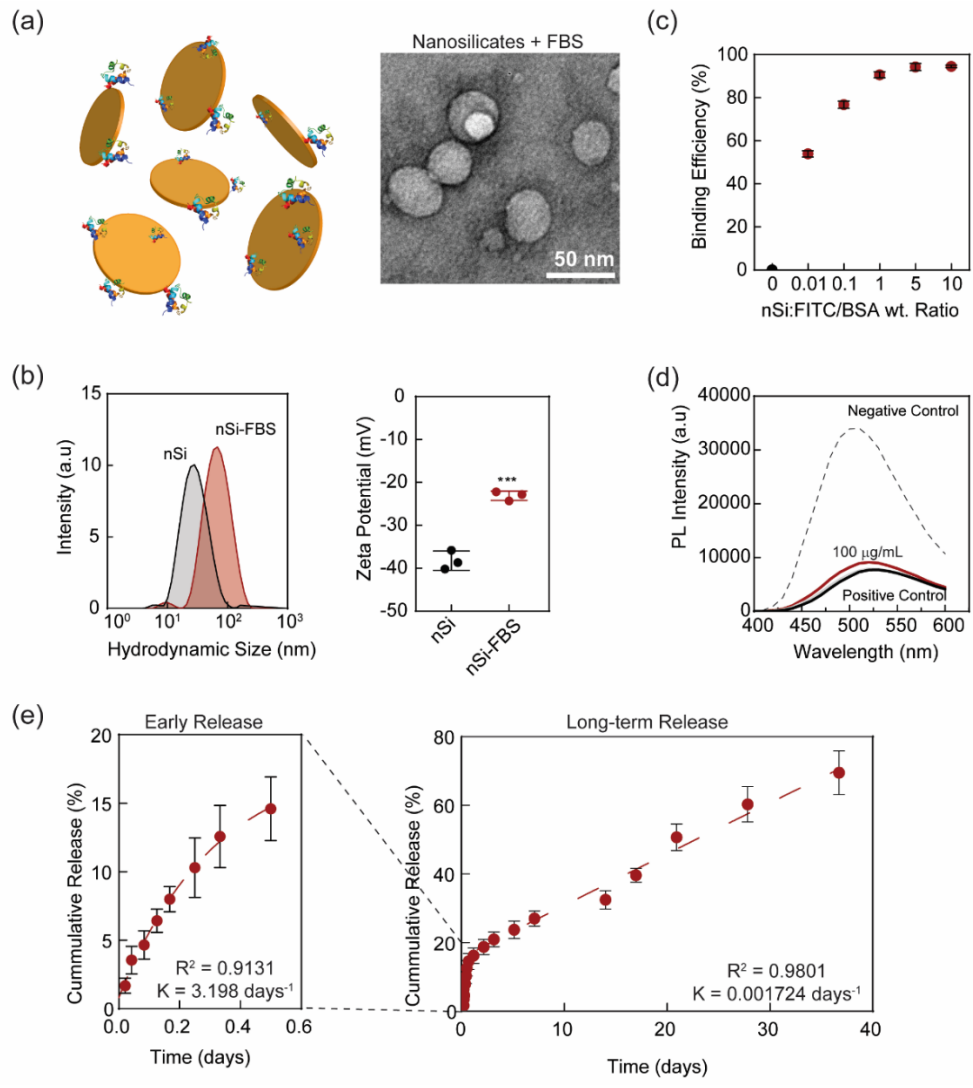 (a)
Nanosilicates + FBS
50 nm
(c)
Binding Efficiency (%)
100
80
60
40
20
0
0 0.01 0.1 1 5 10
nSi:FITC/BSA wt. Ratio
(b)
Intensity (a.u)
15
10
5
0
nSi-FBS
nSi
10⁰ 10¹ 10² 10³
Hydrodynamic Size (nm)
Zeta Potential (mV)
0
-10
-20
-30
-40
-50
***
nSi
nSi-FBS
(d)
PL Intensity (a.u)
40000
30000
20000
10000
0
Negative Control
100 μg/mL
Positive Control
400 450 500 550 600
Wavelength (nm)
(e)
Early Release
Cummulative Release (%)
20
15
10
5
0
R² = 0.9131
K = 3.198 days⁻¹
0.0 0.2 0.4 0.6
Time (days)
Long-term Release
Cummulative Release (%)
80
60
40
20
0
R² = 0.9801
K = 0.001724 days⁻¹
0 10 20 30 40
Time (days)